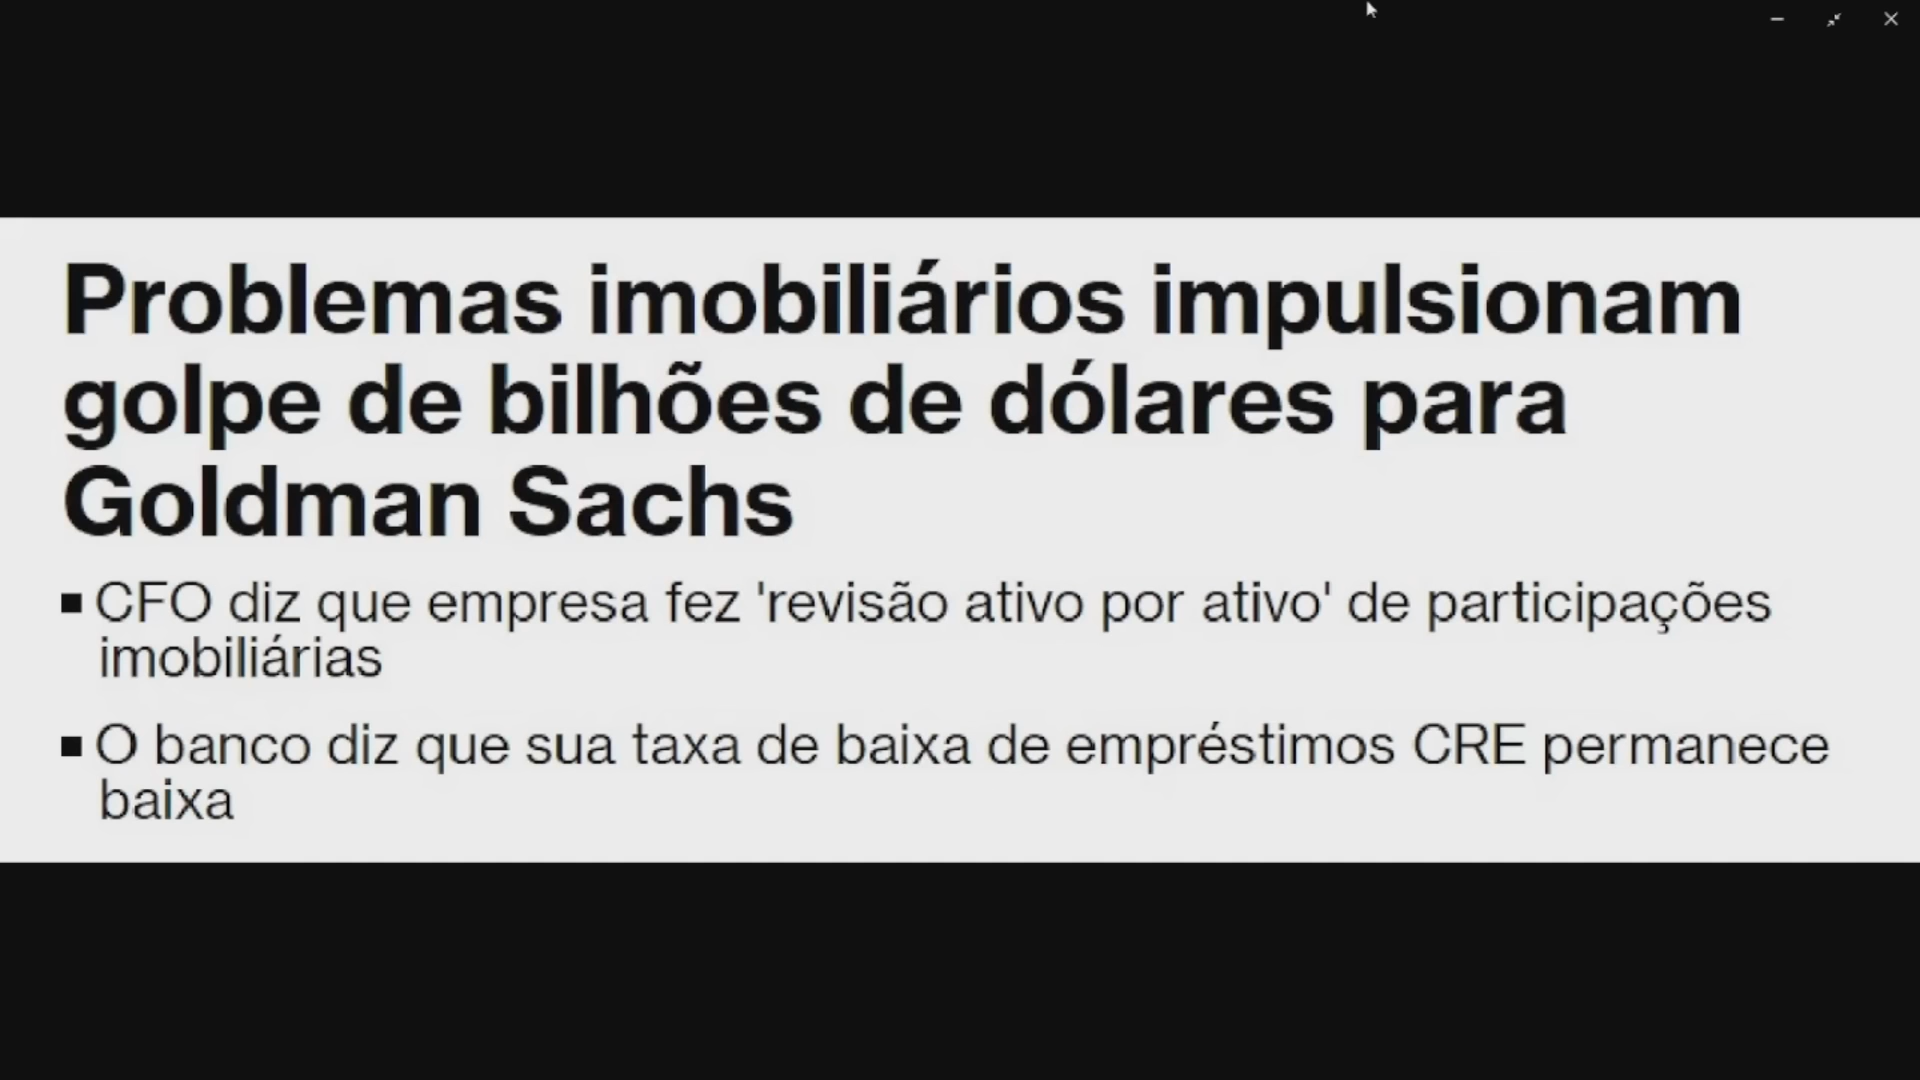 Problemas imobiliários impulsionam
golpe de bilhões de dólares para
Goldman Sachs
▪ CFO diz que empresa fez 'revisão ativo por ativo' de participações
imobiliárias
▪ O banco diz que sua taxa de baixa de empréstimos CRE permanece
baixa